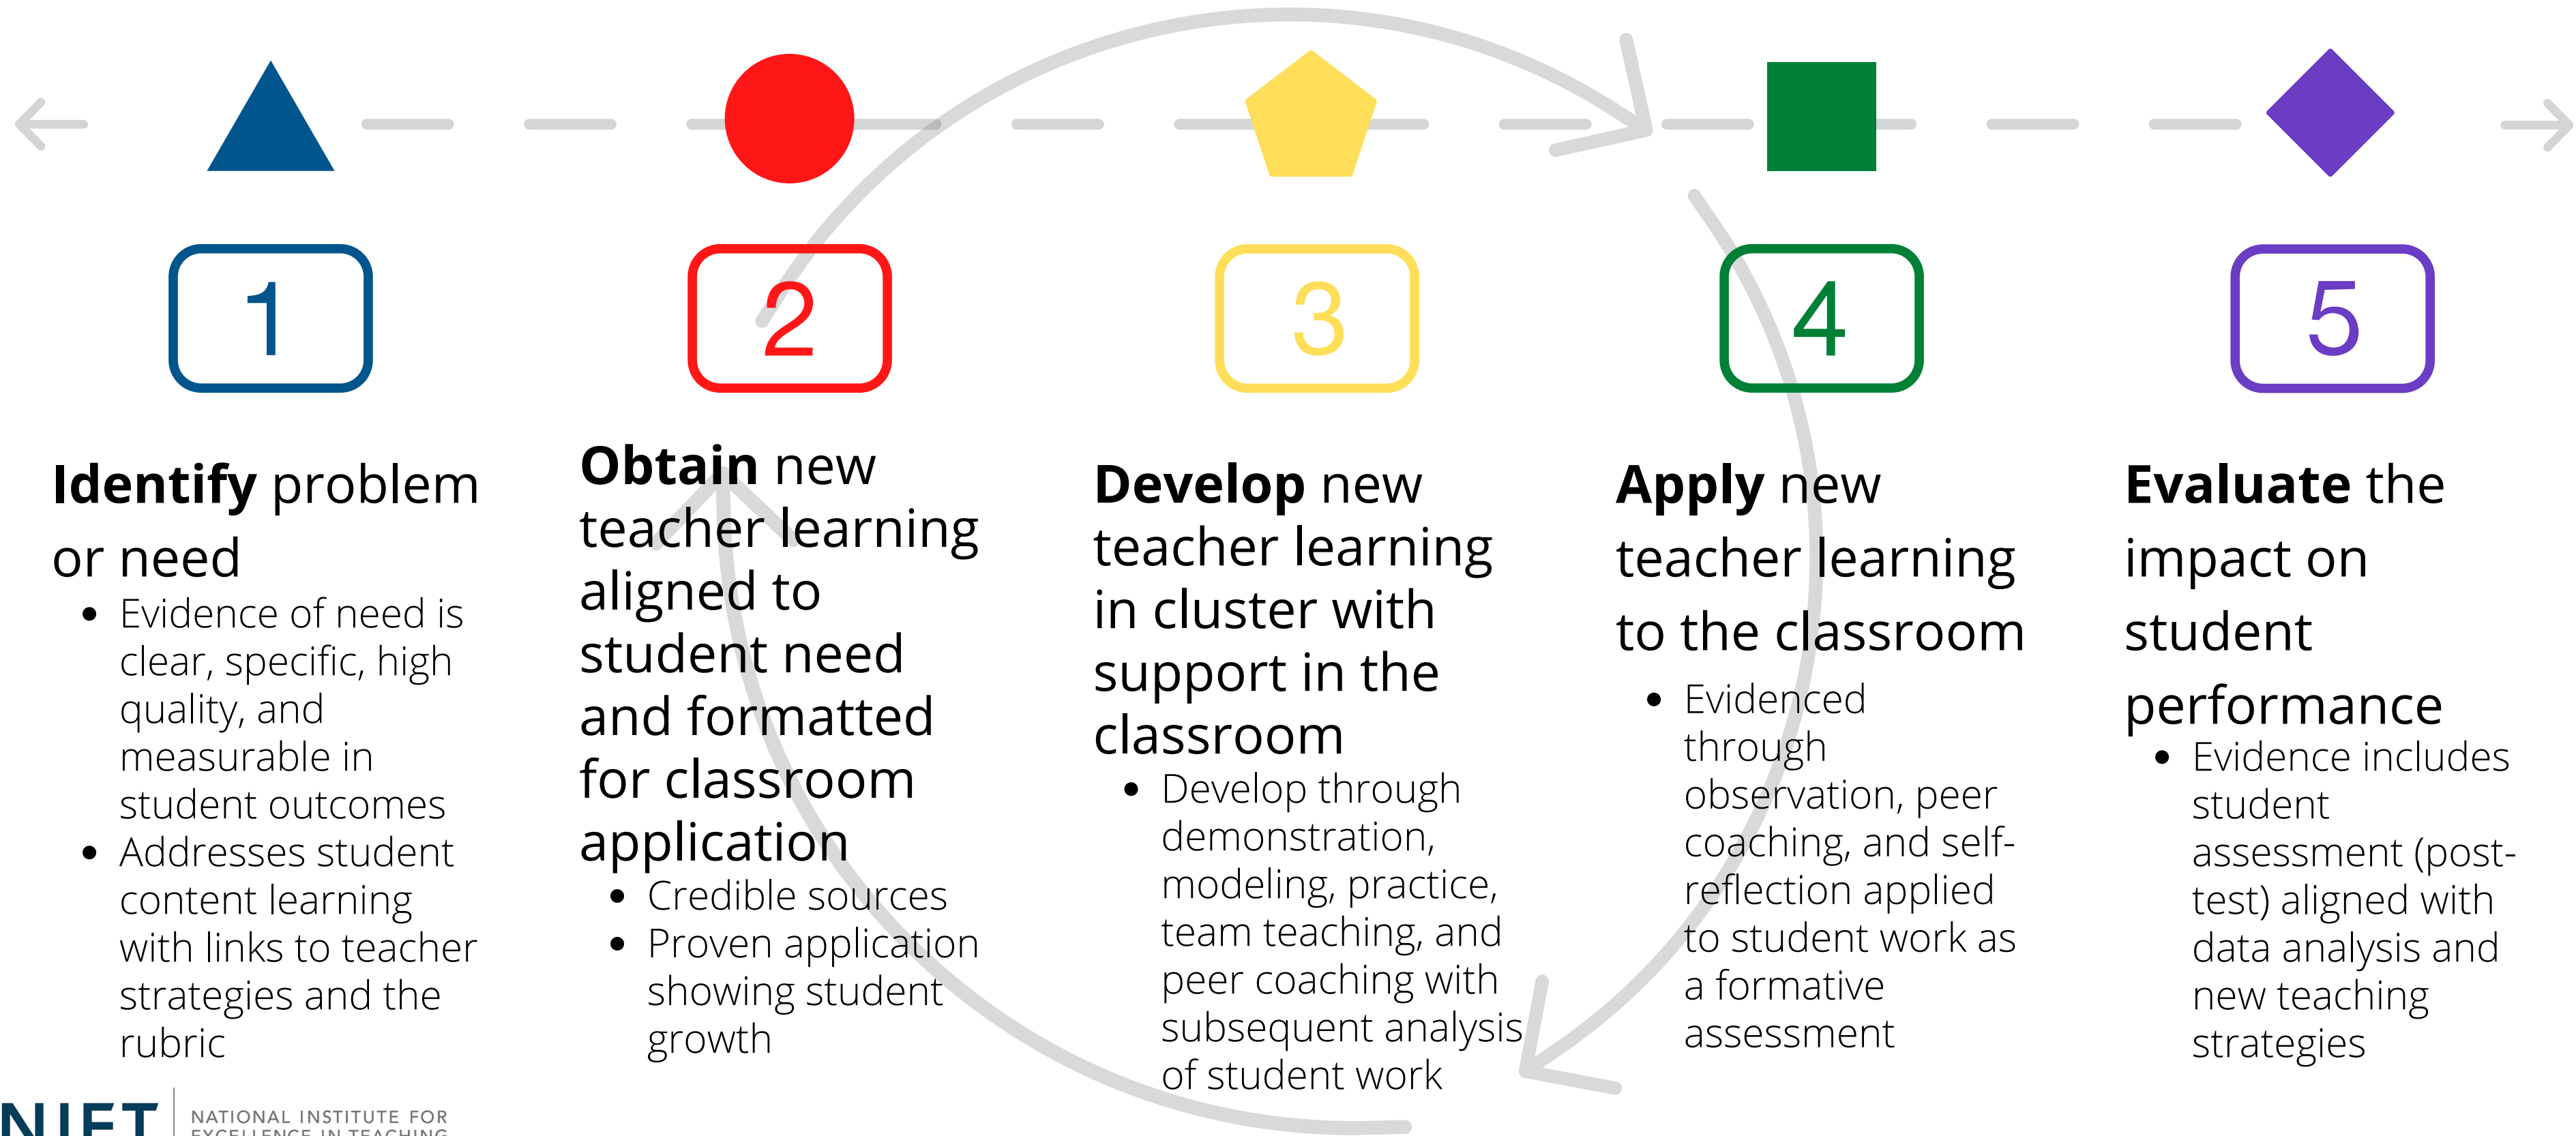 1
Identify problem
or need
• Evidence of need is
clear, specific, high
quality, and
measurable in
student outcomes
• Addresses student
content learning
with links to teacher
strategies and the
rubric
2
Obtain new
teacher learning
aligned to
student need
and formatted
for classroom
application
• Credible sources
• Proven application
showing student
growth
3
Develop new
teacher learning
in cluster with
support in the
classroom
• Develop through
demonstration,
modeling, practice,
team teaching, and
peer coaching with
subsequent analysis
of student work
4
Apply new
teacher learning
to the classroom
• Evidenced
through
observation, peer
coaching, and self-
reflection applied
to student work as
a formative
assessment
5
Evaluate the
impact on
student
performance
• Evidence includes
student
assessment (post-
test) aligned with
data analysis and
new teaching
strategies
NIET
NATIONAL INSTITUTE FOR
EXCELLENCE IN TEACHING